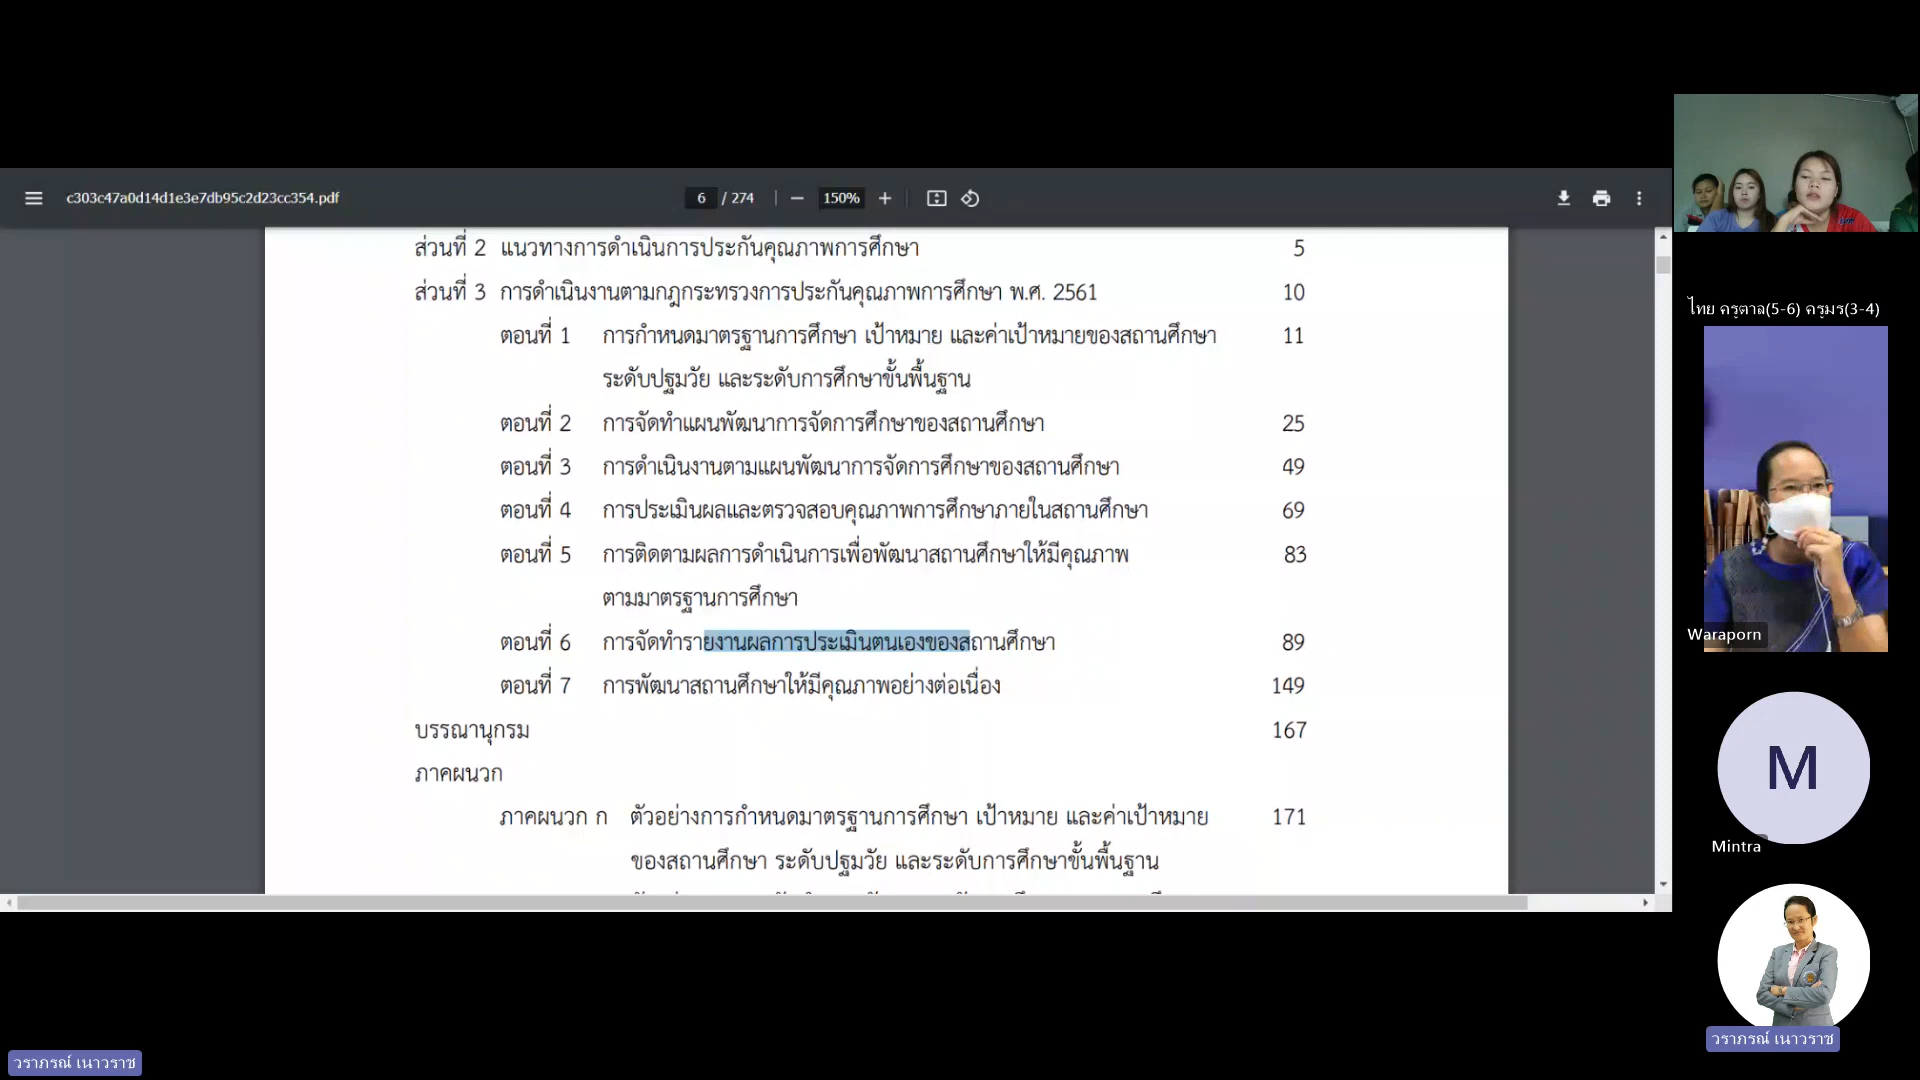 c303c47a0d14d1e3e7db95c2d23cc354.pdf
6 / 274
150%
ส่วนที่ 2 แนวทางการดำเนินการประกันคุณภาพการศึกษา 5
ส่วนที่ 3 การดำเนินงานตามกฎกระทรวงการประกันคุณภาพการศึกษา พ.ศ. 2561 10
ตอนที่ 1 การกำหนดมาตรฐานการศึกษา เป้าหมาย และค่าเป้าหมายของสถานศึกษา 11
ระดับปฐมวัย และระดับการศึกษาขั้นพื้นฐาน
ตอนที่ 2 การจัดทำแผนพัฒนาการจัดการศึกษาของสถานศึกษา 25
ตอนที่ 3 การดำเนินงานตามแผนพัฒนาการจัดการศึกษาของสถานศึกษา 49
ตอนที่ 4 การประเมินผลและตรวจสอบคุณภาพการศึกษาภายในสถานศึกษา 69
ตอนที่ 5 การติดตามผลการดำเนินการเพื่อพัฒนาสถานศึกษาให้มีคุณภาพ 83
ตามมาตรฐานการศึกษา
ตอนที่ 6 การจัดทำรายงานผลการประเมินตนเองของสถานศึกษา 89
ตอนที่ 7 การพัฒนาสถานศึกษาให้มีคุณภาพอย่างต่อเนื่อง 149
บรรณานุกรม 167
ภาคผนวก
ภาคผนวก ก ตัวอย่างการกำหนดมาตรฐานการศึกษา เป้าหมาย และค่าเป้าหมาย 171
ของสถานศึกษา ระดับปฐมวัย และระดับการศึกษาขั้นพื้นฐาน
ไทย ครูตาล(5-6) ครูมร(3-4)
Waraporn
M
Mintra
วราภรณ์ เนาวราช
วราภรณ์ เนาวราช